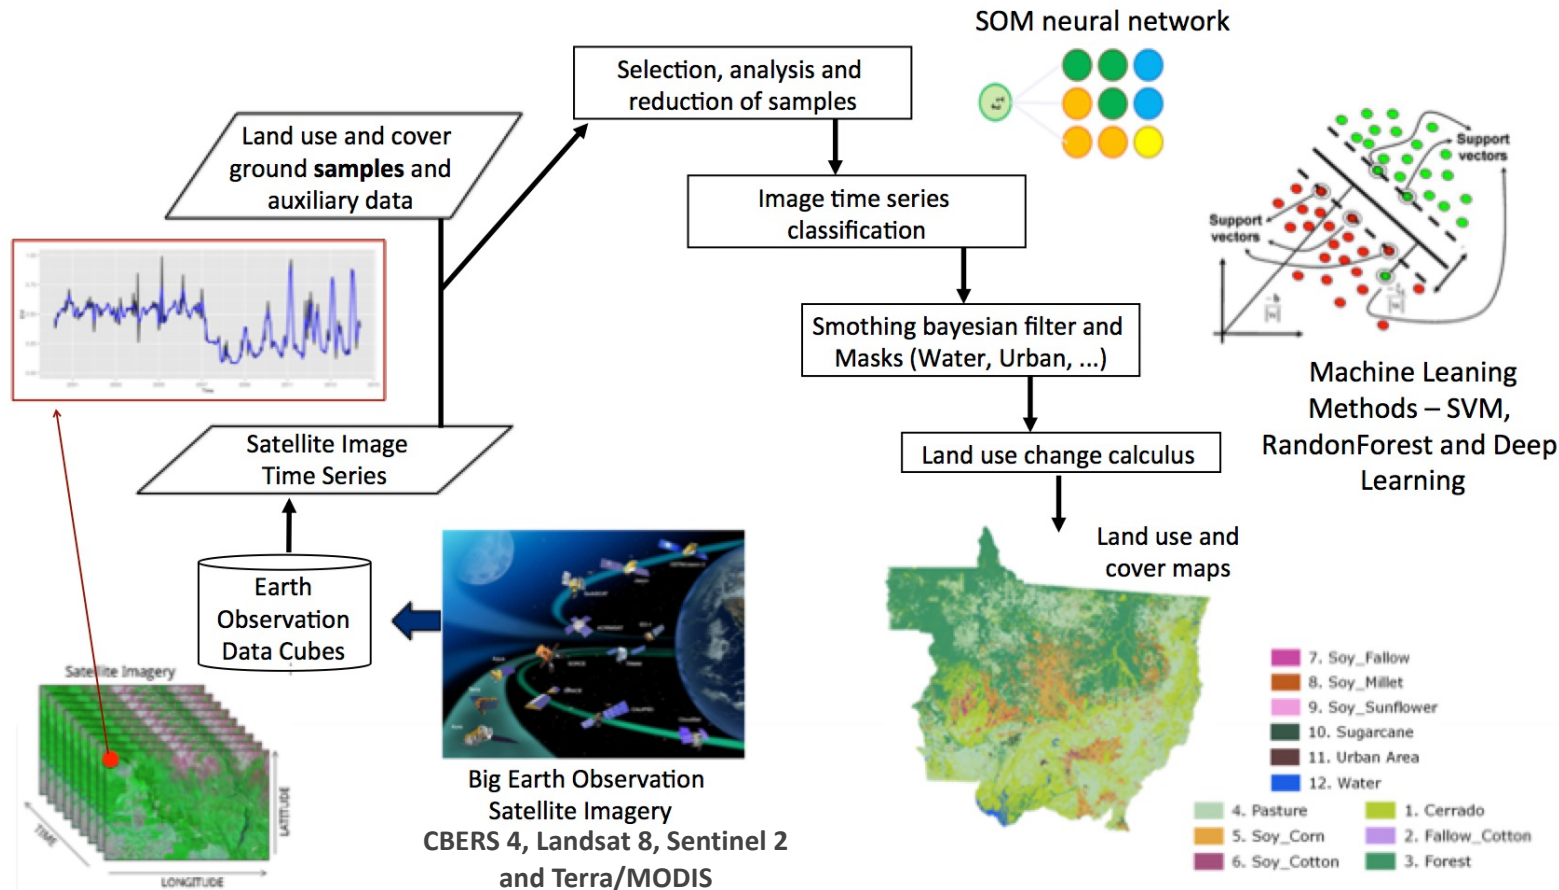 SOM neural network
Selection, analysis and
reduction of samples
Land use and cover
ground samples and
auxiliary data
Image time series
classification
Support
vectors
Support
vectors
Smothing bayesian filter and
Masks (Water, Urban, ...)
Machine Leaning
Methods – SVM,
RandonForest and Deep
Learning
Time
Satellite Image
Time Series
Land use change calculus
Earth
Observation
Data Cubes
Land use and
cover maps
Satellite Imagery
TIME
LATITUDE
LONGITUDE
Big Earth Observation
Satellite Imagery
CBERS 4, Landsat 8, Sentinel 2
and Terra/MODIS
7. Soy_Fallow
8. Soy_Millet
9. Soy_Sunflower
10. Sugarcane
11. Urban Area
12. Water
4. Pasture
5. Soy_Corn
6. Soy_Cotton
1. Cerrado
2. Fallow_Cotton
3. Forest